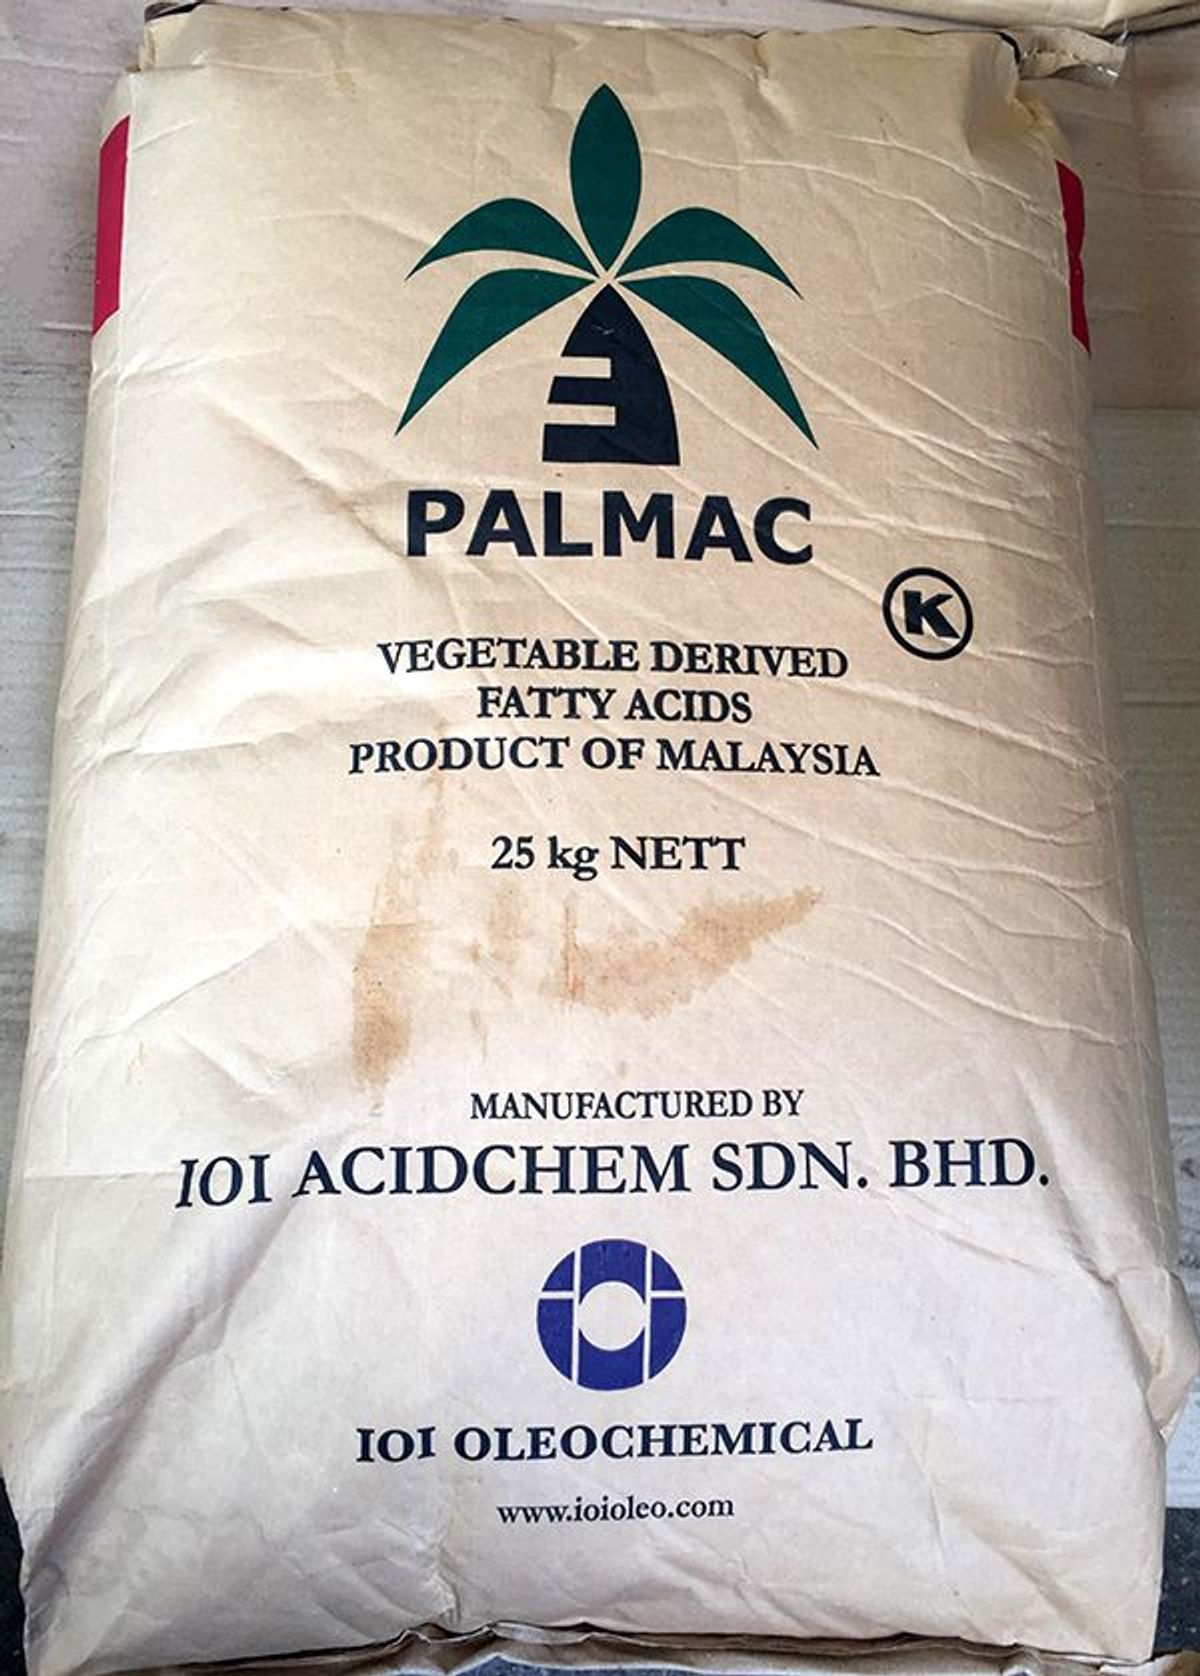 PALMAC
K
VEGETABLE DERIVED
FATTY ACIDS
PRODUCT OF MALAYSIA
25 kg NETT
MANUFACTURED BY
IOI ACIDCHEM SDN. BHD.
IOI OLEOCHEMICAL
www.ioioleo.com